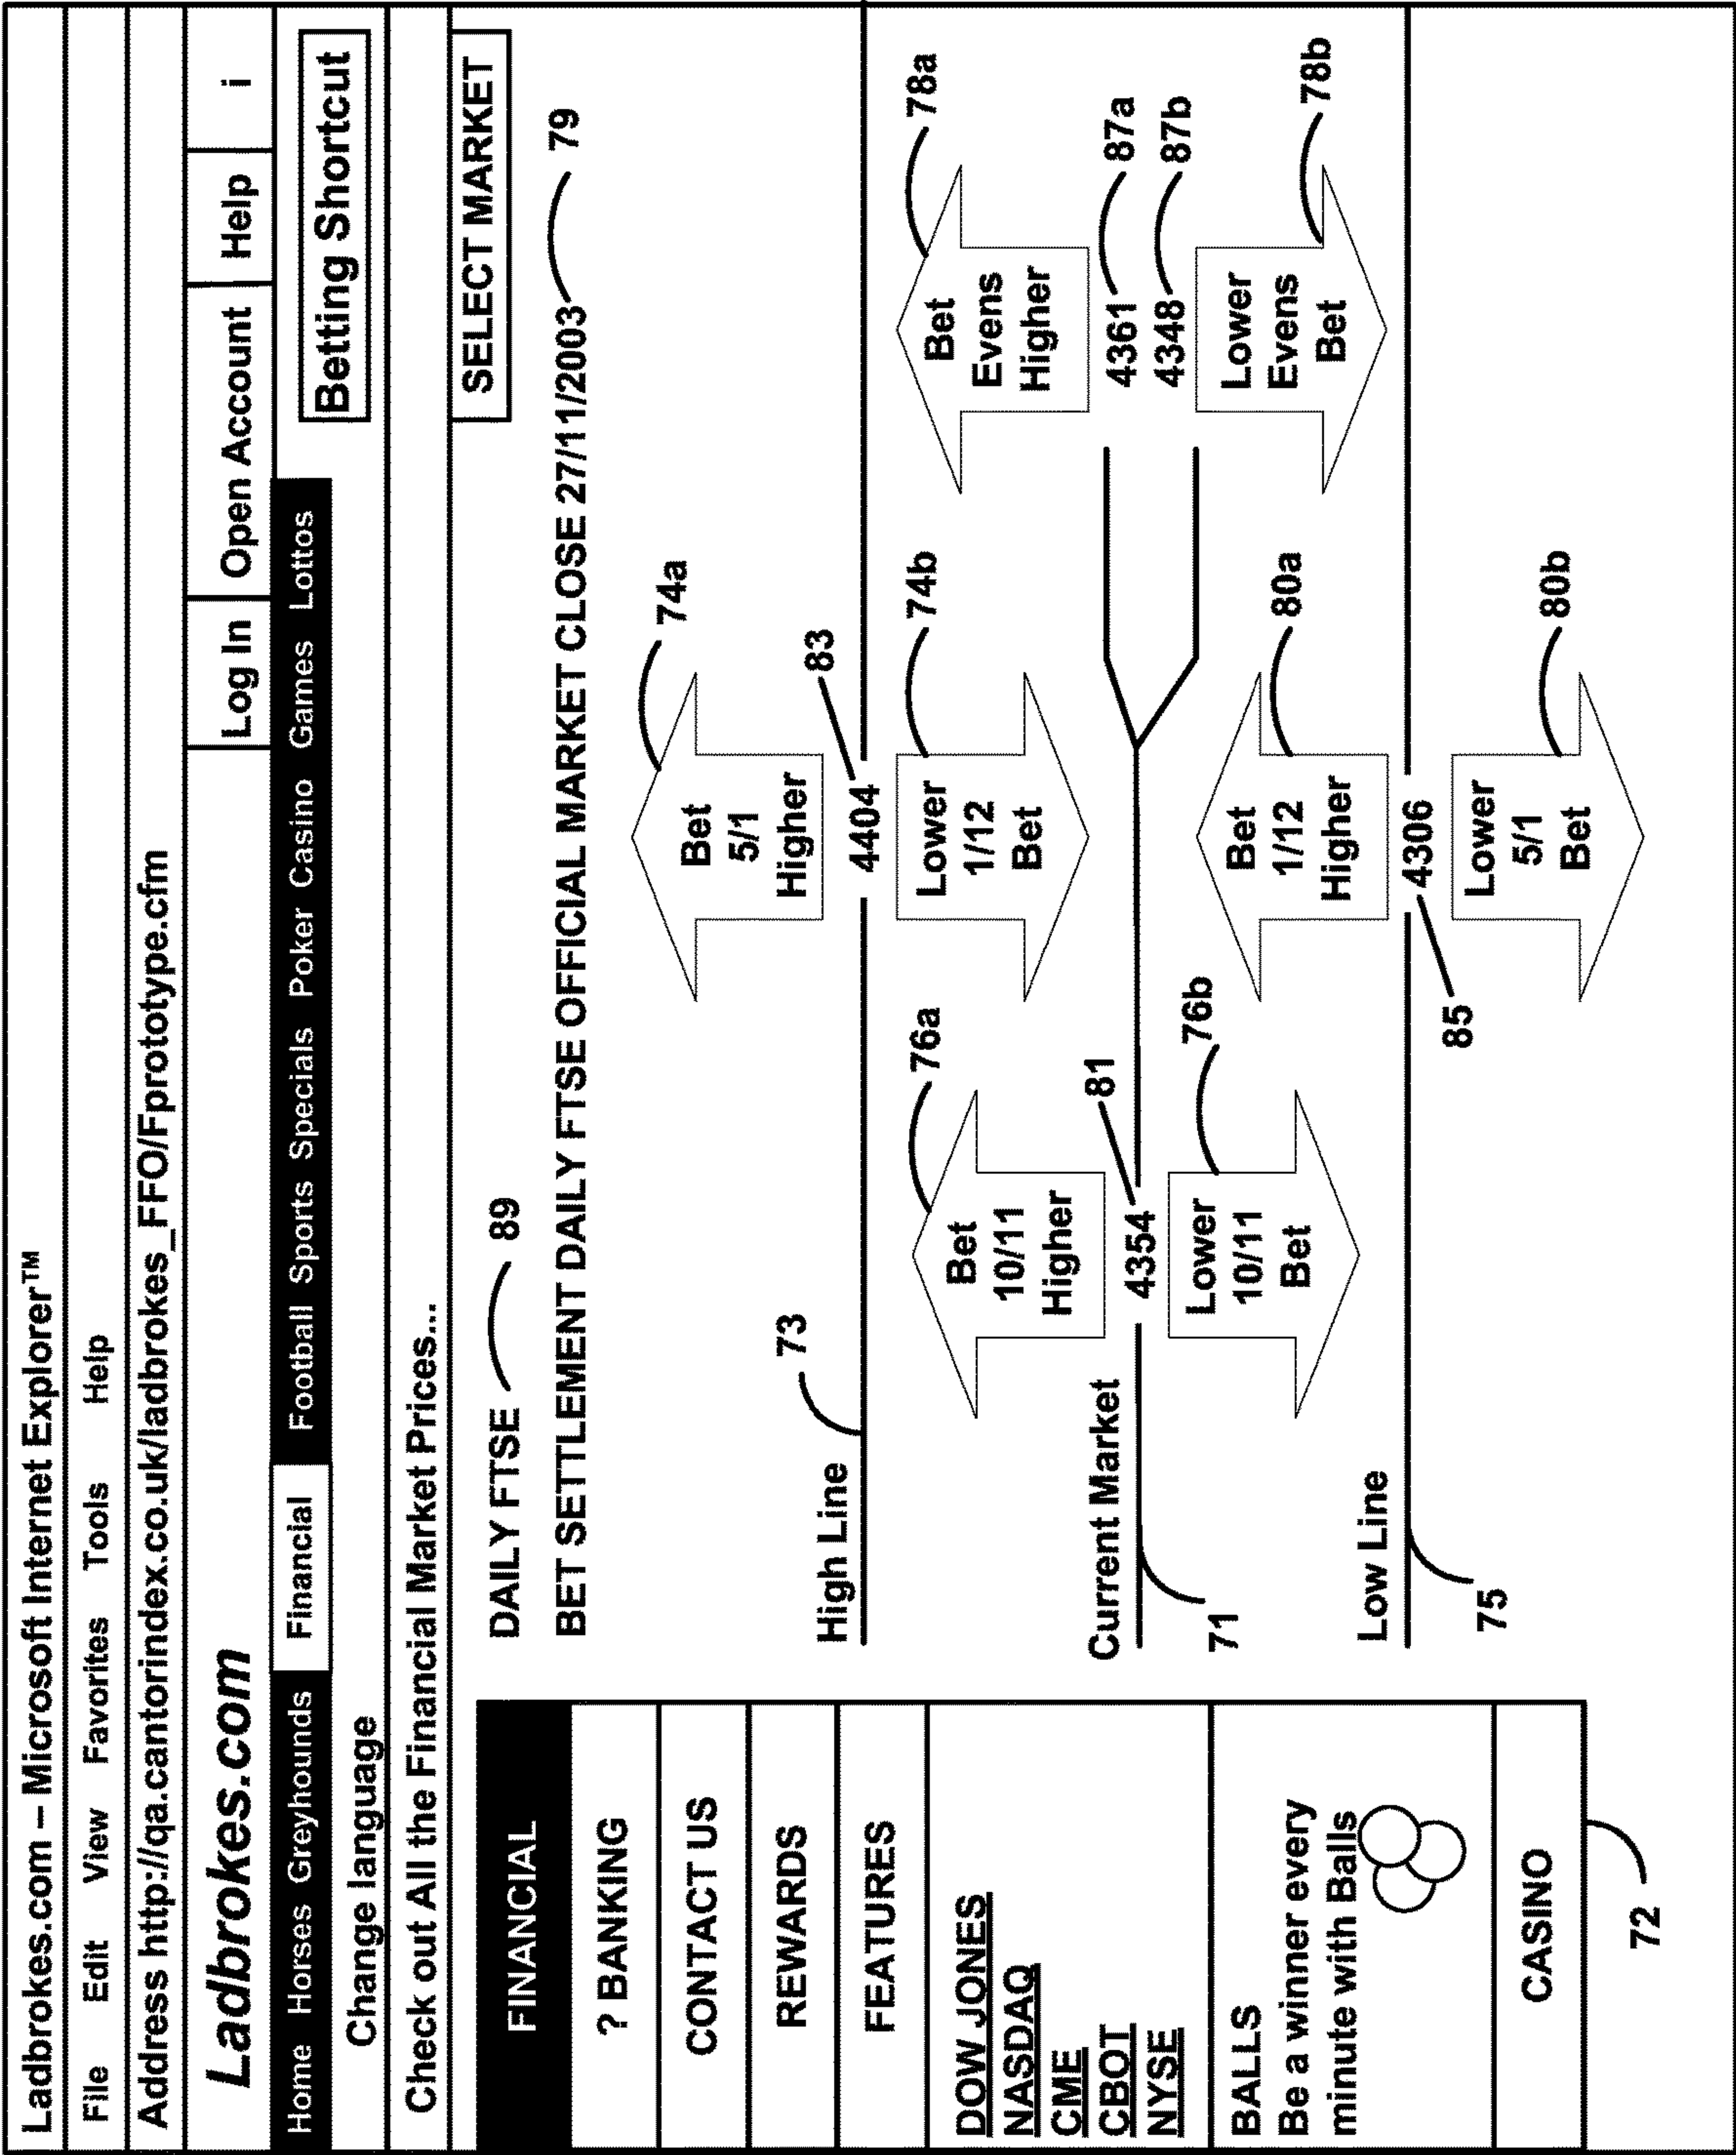 Ladbrokes.com – Microsoft Internet Explorer™
File Edit View Favorites Tools Help
Address http://qa.cantorindex.co.uk/ladbrokes_FFO/Fprototype.cfm
Ladbrokes.com
Log In
Open Account
Help
i
Home Horses Greyhounds Financial Football Sports Specials Poker Casino Games Lottos
Change language
Betting Shortcut
Check out All the Financial Market Prices...
SELECT MARKET
FINANCIAL
? BANKING
CONTACT US
REWARDS
FEATURES
DOW JONES
NASDAQ
CME
CBOT
NYSE
BALLS
Be a winner every
minute with Balls
CASINO
72
DAILY FTSE 89
BET SETTLEMENT DAILY FTSE OFFICIAL MARKET CLOSE 27/11/2003 79
High Line
73
Bet
5/1
Higher
74a
4404
83
Lower
1/12
Bet
74b
Current Market
71
Bet
10/11
Higher
76a
4354
81
Lower
10/11
Bet
76b
Bet
Evens
Higher
78a
4361
87a
4348
87b
Lower
Evens
Bet
78b
Low Line
75
Bet
1/12
Higher
80a
4306
85
Lower
5/1
Bet
80b